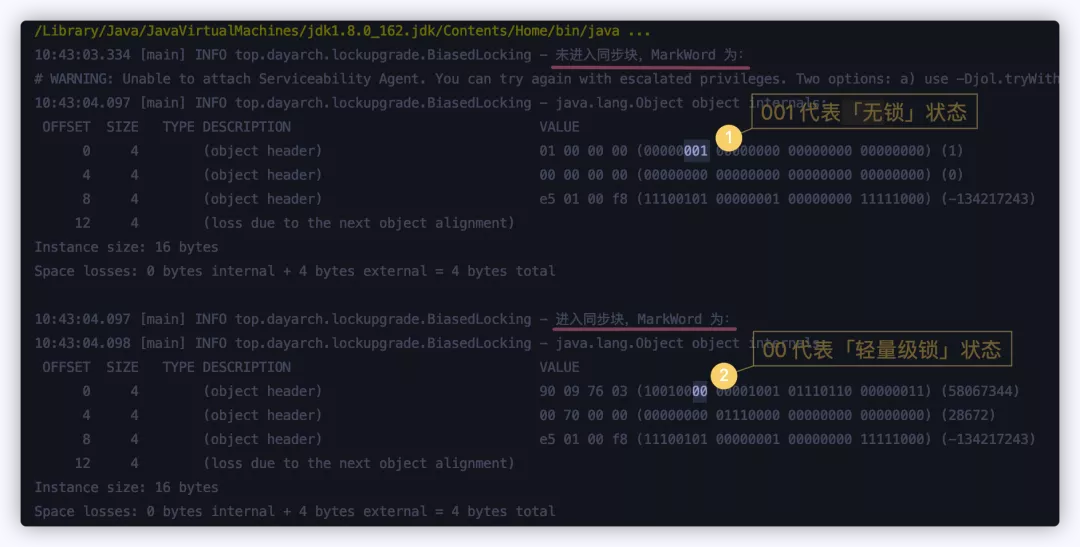 /Library/Java/JavaVirtualMachines/jdk1.8.0_162.jdk/Contents/Home/bin/java ...
10:43:03.334 [main] INFO top.dayarch.lockupgrade.BiasedLocking - 未进入同步块，MarkWord 为:
# WARNING: Unable to attach Serviceability Agent. You can try again with escalated privileges. Two options: a) use -Djol.tryWith
10:43:04.097 [main] INFO top.dayarch.lockupgrade.BiasedLocking - java.lang.Object object internals:
001 代表「无锁」状态
OFFSET SIZE TYPE DESCRIPTION VALUE
1
0 4 (object header) 01 00 00 00 (00000001 00000000 00000000 00000000) (1)
4 4 (object header) 00 00 00 00 (00000000 00000000 00000000 00000000) (0)
8 4 (object header) e5 01 00 f8 (11100101 00000001 00000000 11111000) (-134217243)
12 4 (loss due to the next object alignment)
Instance size: 16 bytes
Space losses: 0 bytes internal + 4 bytes external = 4 bytes total
10:43:04.097 [main] INFO top.dayarch.lockupgrade.BiasedLocking - 进入同步块，MarkWord 为:
10:43:04.098 [main] INFO top.dayarch.lockupgrade.BiasedLocking - java.lang.Object object internals:
00 代表「轻量级锁」状态
OFFSET SIZE TYPE DESCRIPTION VALUE
2
0 4 (object header) 90 09 76 03 (10010000 00001001 01110110 00000011) (58067344)
4 4 (object header) 00 70 00 00 (00000000 01110000 00000000 00000000) (28672)
8 4 (object header) e5 01 00 f8 (11100101 00000001 00000000 11111000) (-134217243)
12 4 (loss due to the next object alignment)
Instance size: 16 bytes
Space losses: 0 bytes internal + 4 bytes external = 4 bytes total